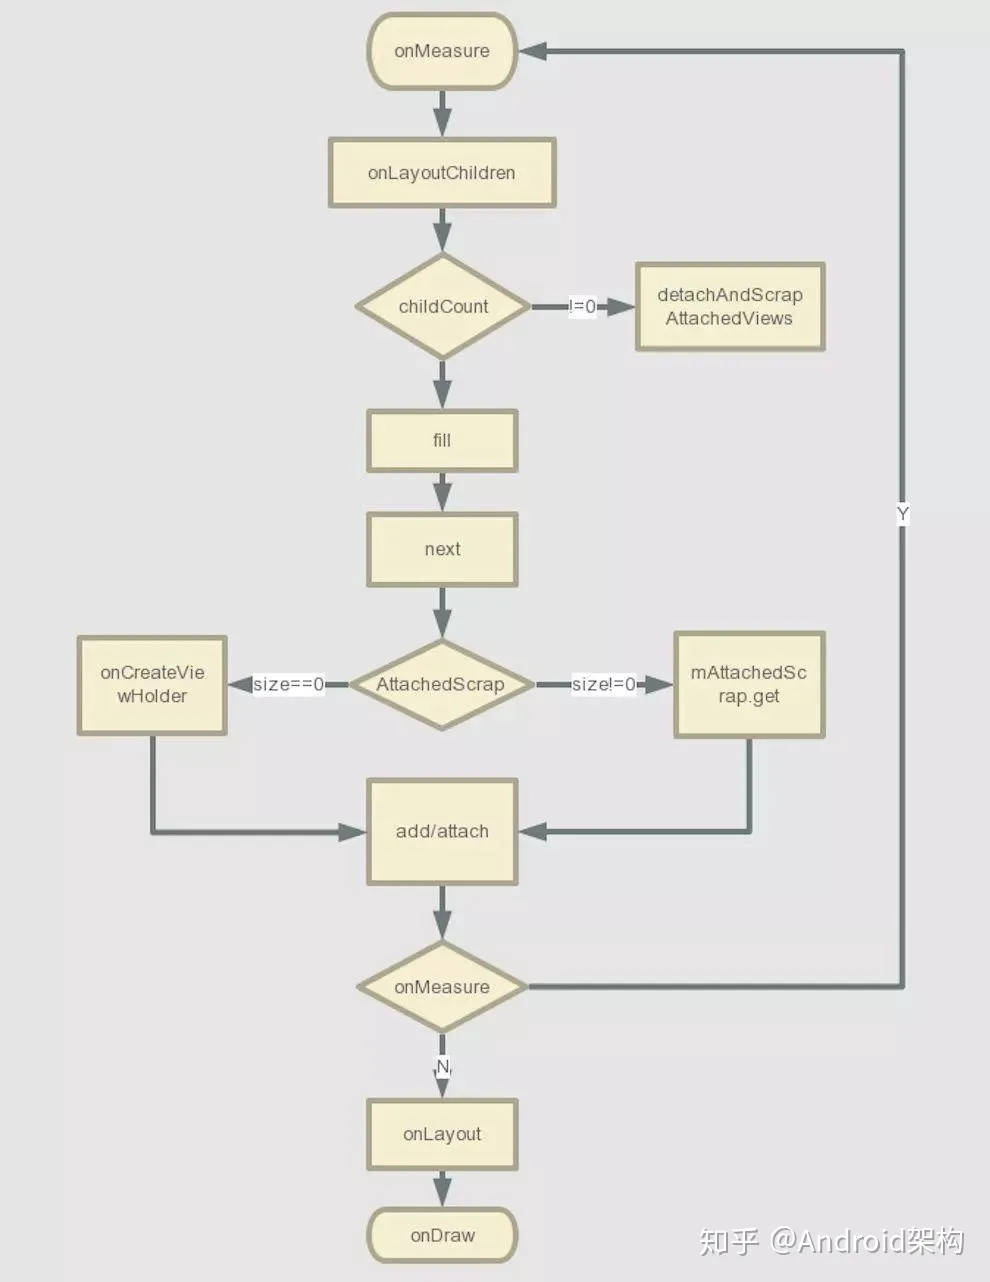 onMeasure
onLayoutChildren
childCount
!=0
detachAndScrap
AttachedViews
fill
next
Y
onCreateVie
wHolder
size==0
AttachedScrap
size!=0
mAttachedSc
rap.get
add/attach
onMeasure
N
onLayout
onDraw
知乎 @Android架构